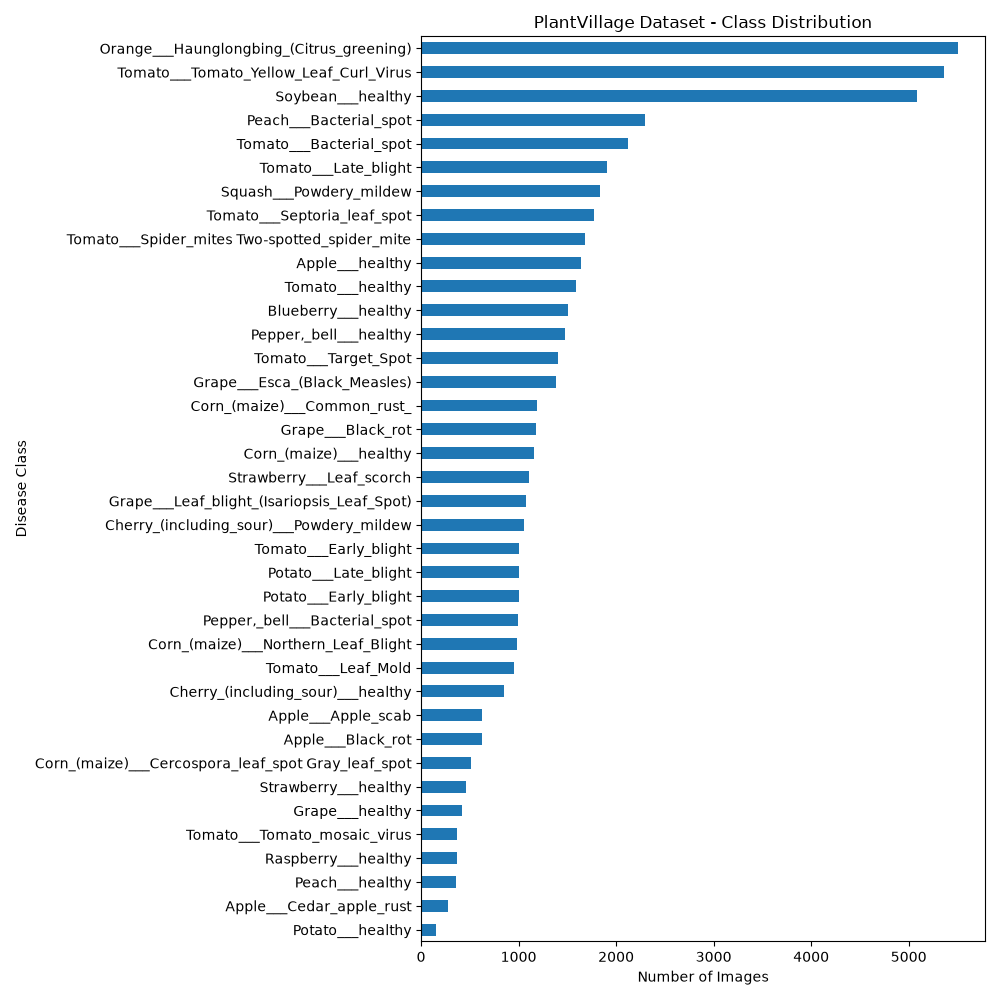 PlantVillage Dataset - Class Distribution
Orange___Haunglongbing_(Citrus_greening)
Tomato___Tomato_Yellow_Leaf_Curl_Virus
Soybean___healthy
Peach___Bacterial_spot
Tomato___Bacterial_spot
Tomato___Late_blight
Squash___Powdery_mildew
Tomato___Septoria_leaf_spot
Tomato___Spider_mites Two-spotted_spider_mite
Apple___healthy
Tomato___healthy
Blueberry___healthy
Pepper,_bell___healthy
Tomato___Target_Spot
Grape___Esca_(Black_Measles)
Corn_(maize)___Common_rust_
Grape___Black_rot
Corn_(maize)___healthy
Strawberry___Leaf_scorch
Grape___Leaf_blight_(Isariopsis_Leaf_Spot)
Cherry_(including_sour)___Powdery_mildew
Tomato___Early_blight
Potato___Late_blight
Potato___Early_blight
Pepper,_bell___Bacterial_spot
Corn_(maize)___Northern_Leaf_Blight
Tomato___Leaf_Mold
Cherry_(including_sour)___healthy
Apple___Apple_scab
Apple___Black_rot
Corn_(maize)___Cercospora_leaf_spot Gray_leaf_spot
Strawberry___healthy
Grape___healthy
Tomato___Tomato_mosaic_virus
Raspberry___healthy
Peach___healthy
Apple___Cedar_apple_rust
Potato___healthy
Disease Class
0 1000 2000 3000 4000 5000
Number of Images